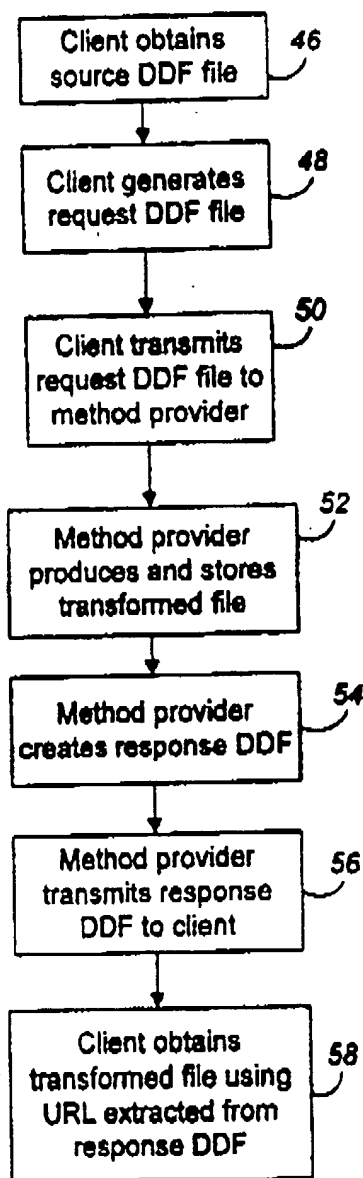 Client obtains
source DDF file
46
Client generates
request DDF file
48
Client transmits
request DDF file to
method provider
50
Method provider
produces and stores
transformed file
52
Method provider
creates response DDF
54
Method provider
transmits response
DDF to client
56
Client obtains
transformed file using
URL extracted from
response DDF
58